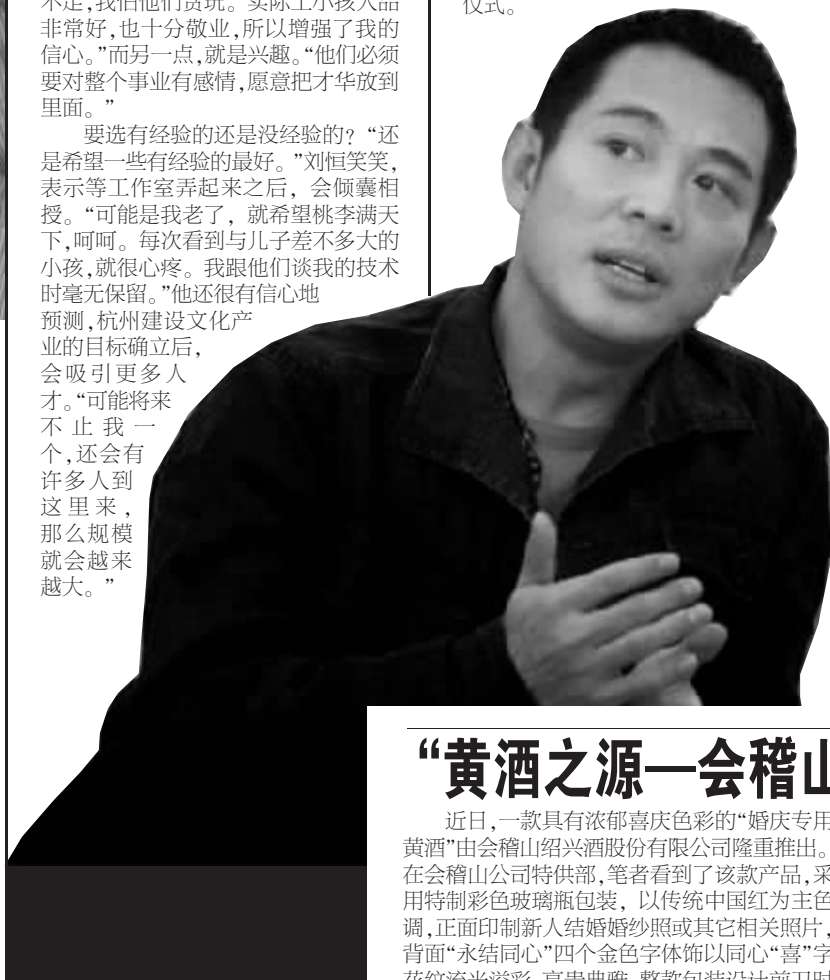 不定,我怕他们贪玩。实际上小孩人品
非常好,也十分敬业,所以增强了我的
信心。”而另一点,就是兴趣。“他们必须
要对整个事业有感情,愿意把才华放到
里面。”
要选有经验的还是没经验的?“还
是希望一些有经验的最好。”刘恒笑笑,
表示等工作室弄起来之后,会倾囊相
授。“可能是我老了,就希望桃李满天
下,呵呵。每次看到与儿子差不多大的
小孩,就很心疼。我跟他们谈我的技术
时毫无保留。”他还很有信心地
预测,杭州建设文化产
业的目标确立后,
会吸引更多人
才。“可能将来
不止我一
个,还会有
许多人到
这里来,
那么规模
就会越来
越大。”
仪式。
“黄酒之源—会稽山
近日,一款具有浓郁喜庆色彩的“婚庆专用
黄酒”由会稽山绍兴酒股份有限公司隆重推出。
在会稽山公司特供部,笔者看到了该款产品,采
用特制彩色玻璃瓶包装,以传统中国红为主色
调,正面印制新人结婚婚纱照或其它相关照片,
背面“永结同心”四个金色字体饰以同心“喜”字